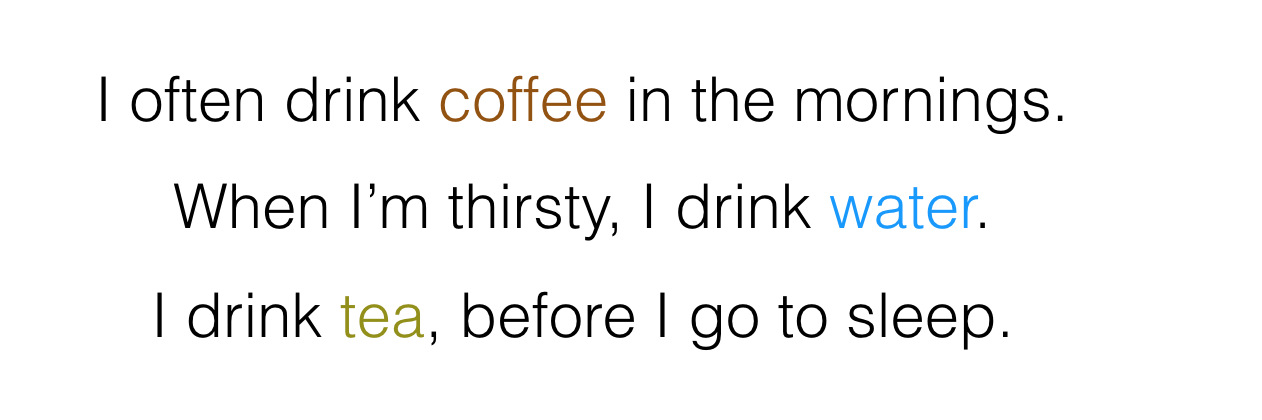 I often drink coffee in the mornings.
When I’m thirsty, I drink water.
I drink tea, before I go to sleep.